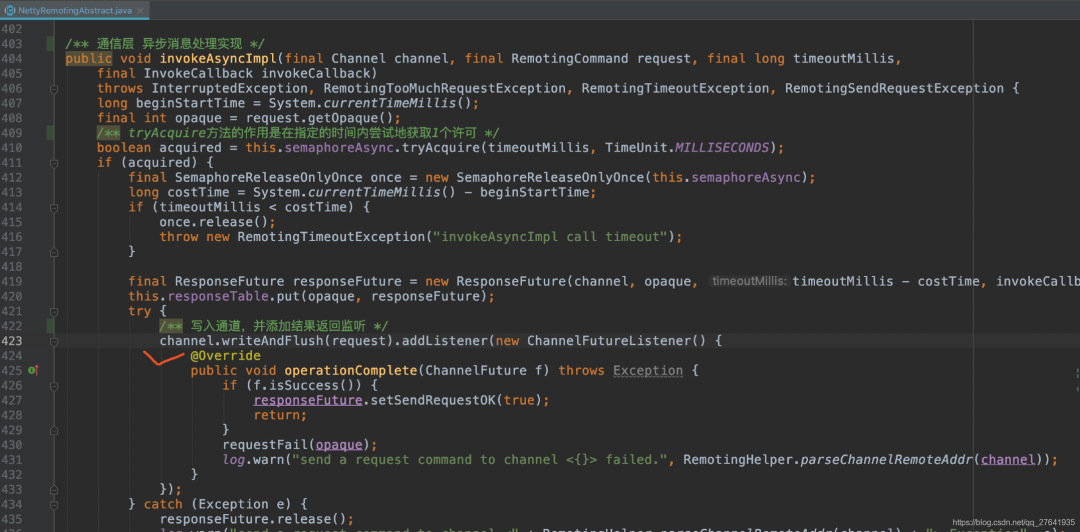 NettyRemotingAbstract.java ×
402
403 /** 通信层 异步消息处理实现 */
404 public void invokeAsyncImpl(final Channel channel, final RemotingCommand request, final long timeoutMillis,
405 final InvokeCallback invokeCallback)
406 throws InterruptedException, RemotingTooMuchRequestException, RemotingTimeoutException, RemotingSendRequestException {
407 long beginStartTime = System.currentTimeMillis();
408 final int opaque = request.getOpaque();
409 /** tryAcquire方法的作用是在指定的时间内尝试地获取1个许可 */
410 boolean acquired = this.semaphoreAsync.tryAcquire(timeoutMillis, TimeUnit.MILLISECONDS);
411 if (acquired) {
412 final SemaphoreReleaseOnlyOnce once = new SemaphoreReleaseOnlyOnce(this.semaphoreAsync);
413 long costTime = System.currentTimeMillis() - beginStartTime;
414 if (timeoutMillis < costTime) {
415 once.release();
416 throw new RemotingTimeoutException("invokeAsyncImpl call timeout");
417 }
418
419 final ResponseFuture responseFuture = new ResponseFuture(channel, opaque, timeoutMillis: timeoutMillis - costTime, invokeCallb
420 this.responseTable.put(opaque, responseFuture);
421 try {
422 /** 写入通道，并添加结果返回监听 */
423 channel.writeAndFlush(request).addListener(new ChannelFutureListener() {
424 @Override
425 public void operationComplete(ChannelFuture f) throws Exception {
426 if (f.isSuccess()) {
427 responseFuture.setSendRequestOK(true);
428 return;
429 }
430 requestFail(opaque);
431 log.warn("send a request command to channel <{}> failed.", RemotingHelper.parseChannelRemoteAddr(channel));
432 }
433 });
434 } catch (Exception e) {
435 responseFuture.release();
https://blog.csdn.net/qq_27641935